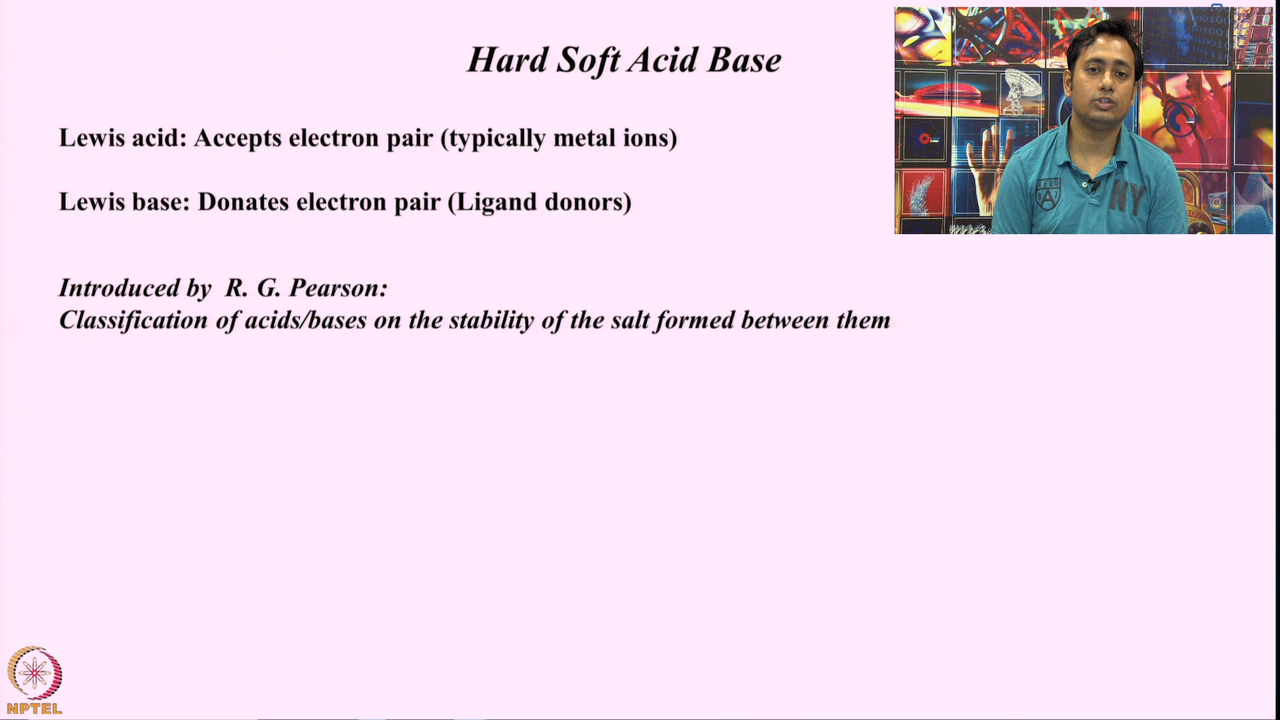 Hard Soft Acid Base
Lewis acid: Accepts electron pair (typically metal ions)
Lewis base: Donates electron pair (Ligand donors)
Introduced by R. G. Pearson:
Classification of acids/bases on the stability of the salt formed between them
NY
NPTEL